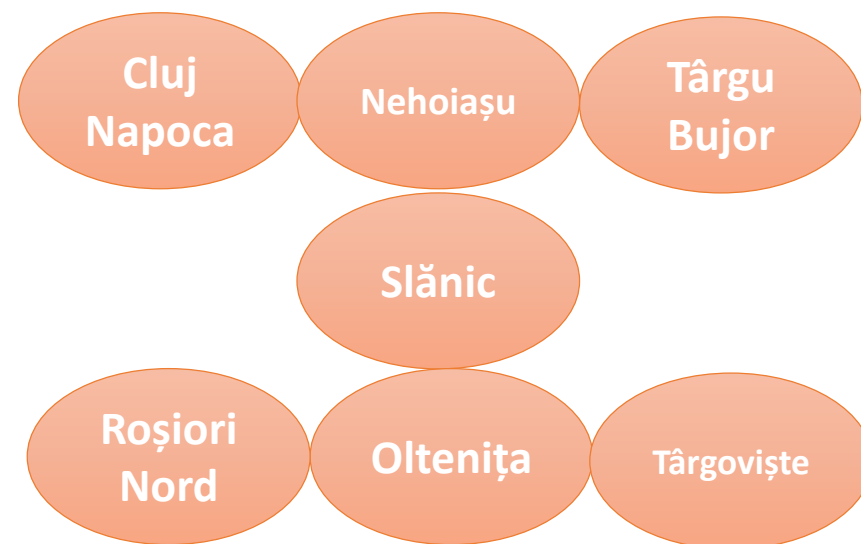 Cluj
Napoca
Nehoiașu
Târgu
Bujor
Slănic
Roșiori
Nord
Oltenița
Târgoviște